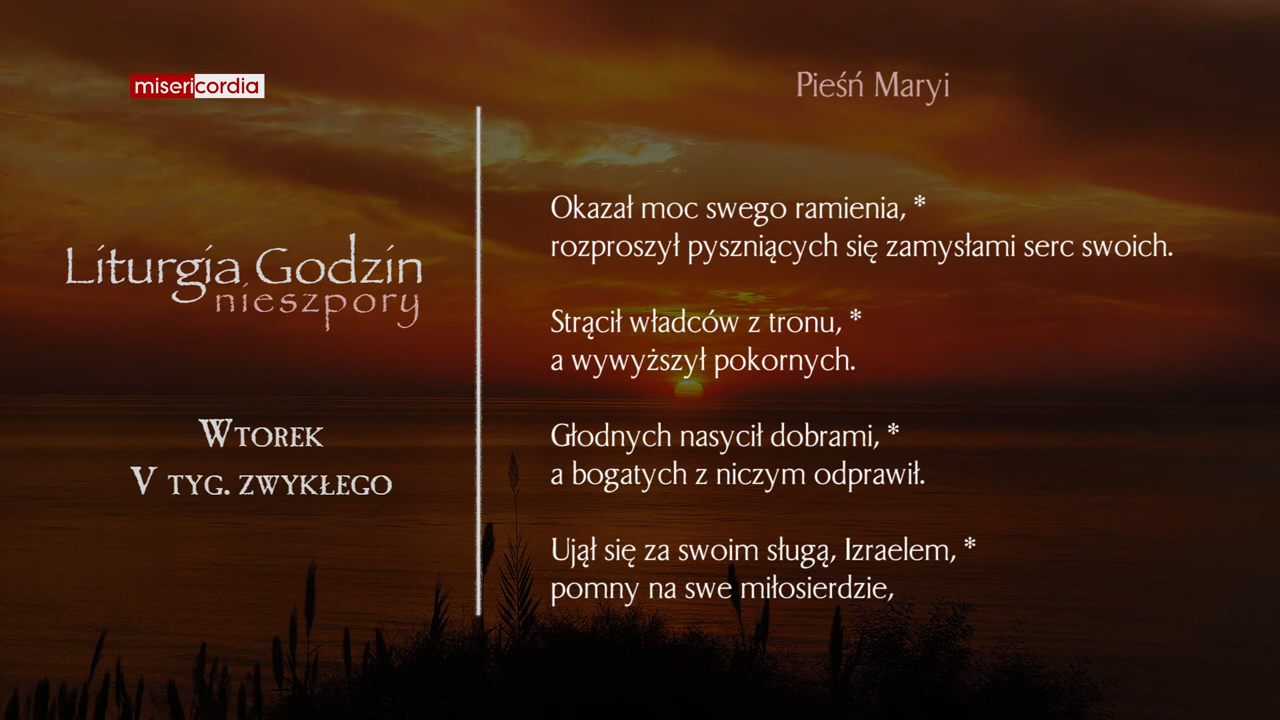 misericordia
Liturgia Godzin
nieszpory
Wtorek
V tyg. zwykłego
Pieśń Maryi
Okazał moc swego ramienia, *
rozproszył pyszniących się zamysłami serc swoich.
Strącił władców z tronu, *
a wywyższył pokornych.
Głodnych nasycił dobrami, *
a bogatych z niczym odprawił.
Ujął się za swoim sługą, Izraelem, *
pomny na swe miłosierdzie,